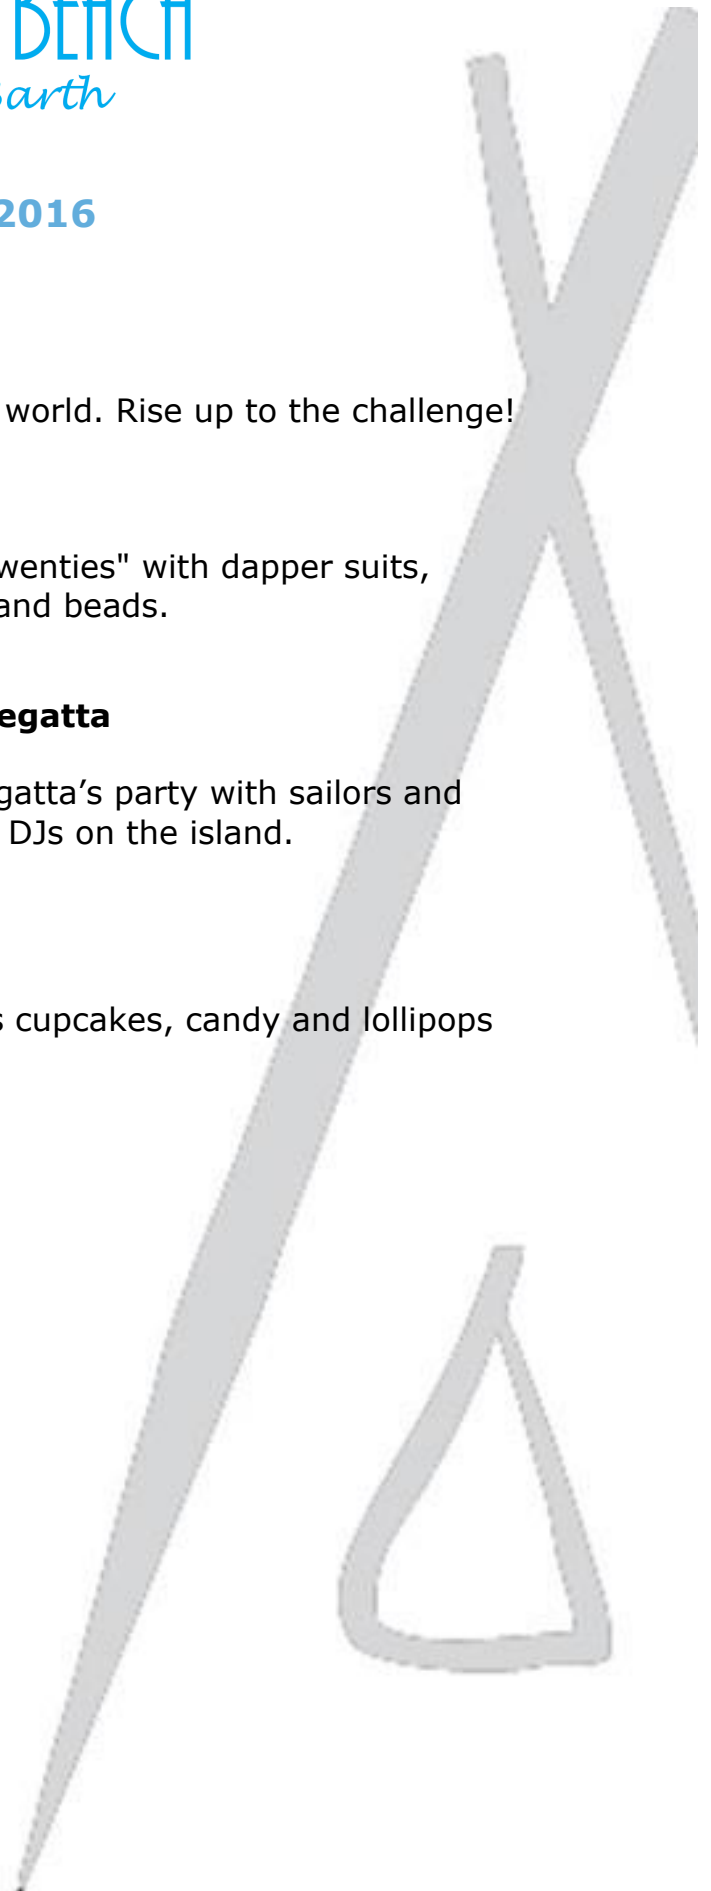 BEACH
Barth
2016
world. Rise up to the challenge!
wenties" with dapper suits,
and beads.
egatta
gatta’s party with sailors and
DJs on the island.
s cupcakes, candy and lollipops